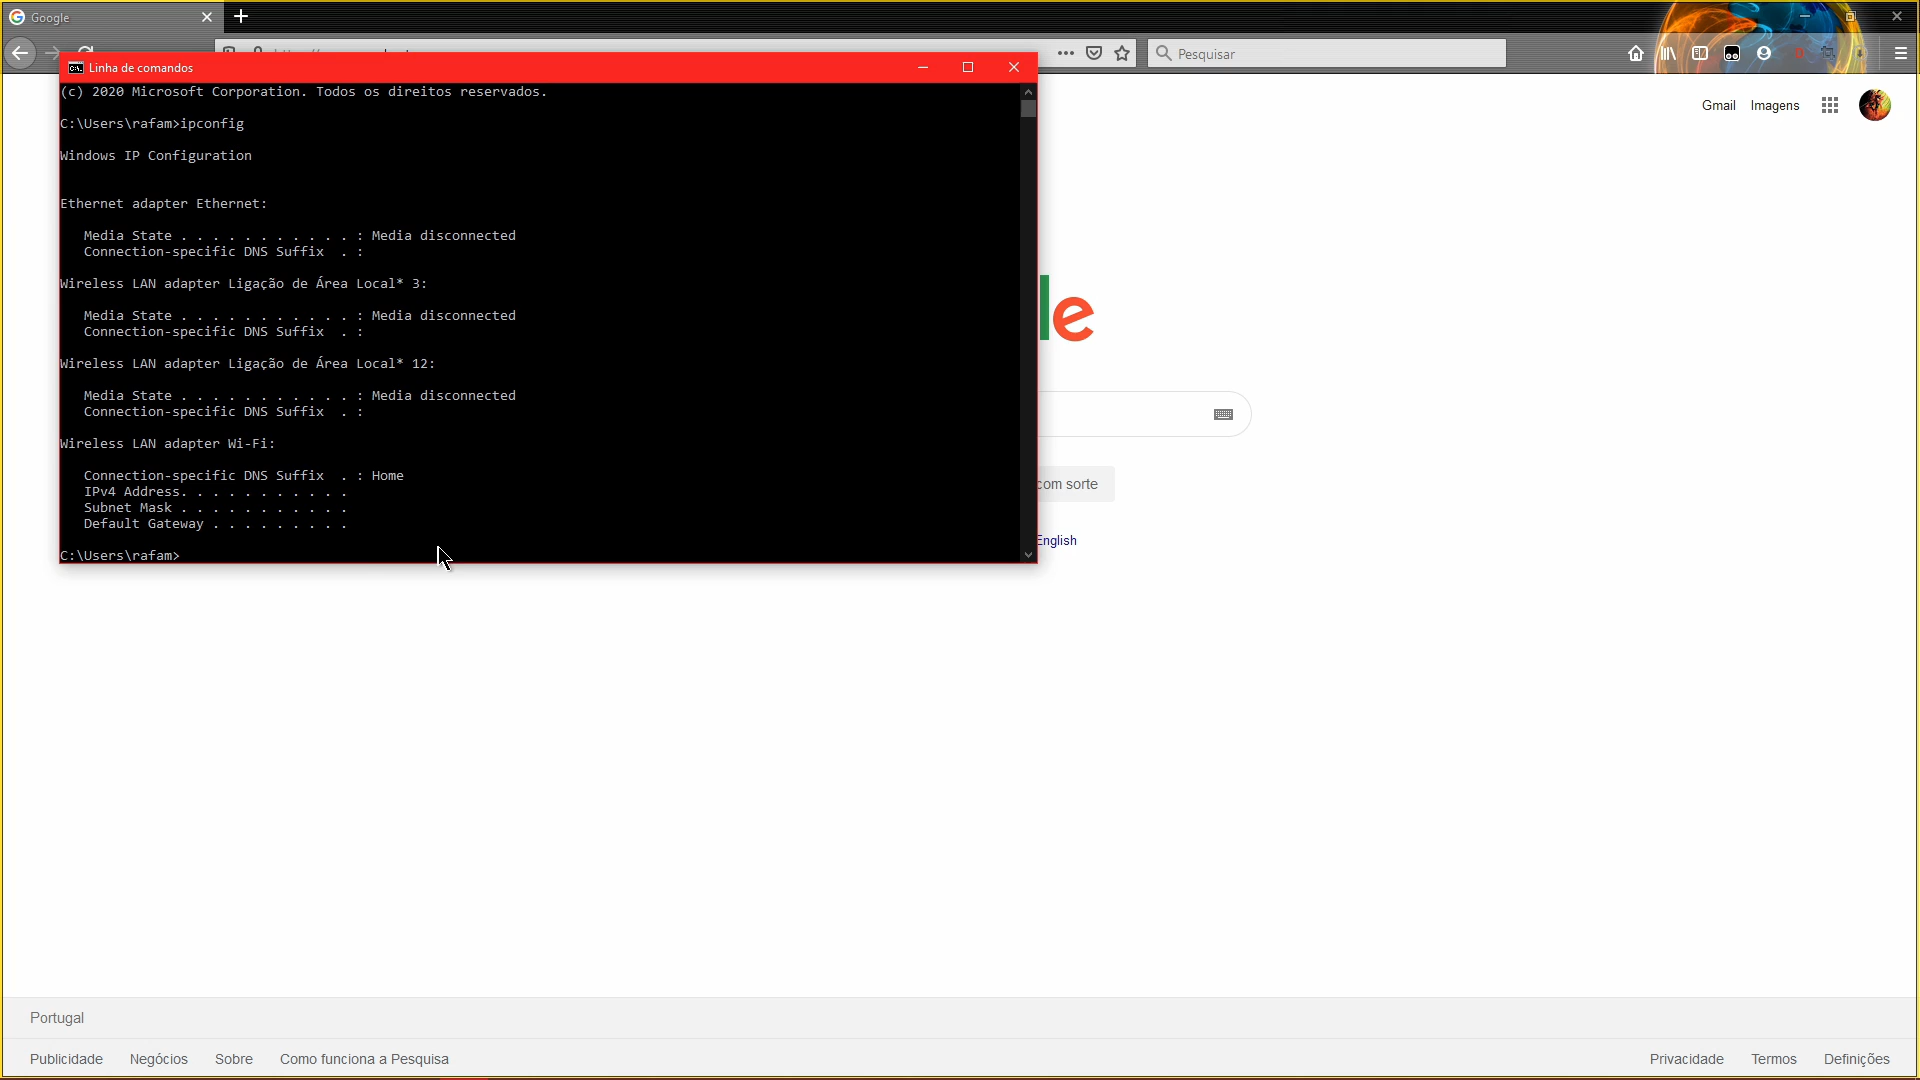 Google
Pesquisar
Linha de comandos
(c) 2020 Microsoft Corporation. Todos os direitos reservados.
C:\Users\rafam>ipconfig
Windows IP Configuration
Ethernet adapter Ethernet:
Media State . . . . . . . . . . . : Media disconnected
Connection-specific DNS Suffix  . :
Wireless LAN adapter Ligação de Área Local* 3:
Media State . . . . . . . . . . . : Media disconnected
Connection-specific DNS Suffix  . :
Wireless LAN adapter Ligação de Área Local* 12:
Media State . . . . . . . . . . . : Media disconnected
Connection-specific DNS Suffix  . :
Wireless LAN adapter Wi-Fi:
Connection-specific DNS Suffix  . : Home
IPv4 Address. . . . . . . . . . .
Subnet Mask . . . . . . . . . . .
Default Gateway . . . . . . . . .
C:\Users\rafam>
Gmail Imagens
le
com sorte
English
Portugal
Publicidade Negócios Sobre Como funciona a Pesquisa Privacidade Termos Definições